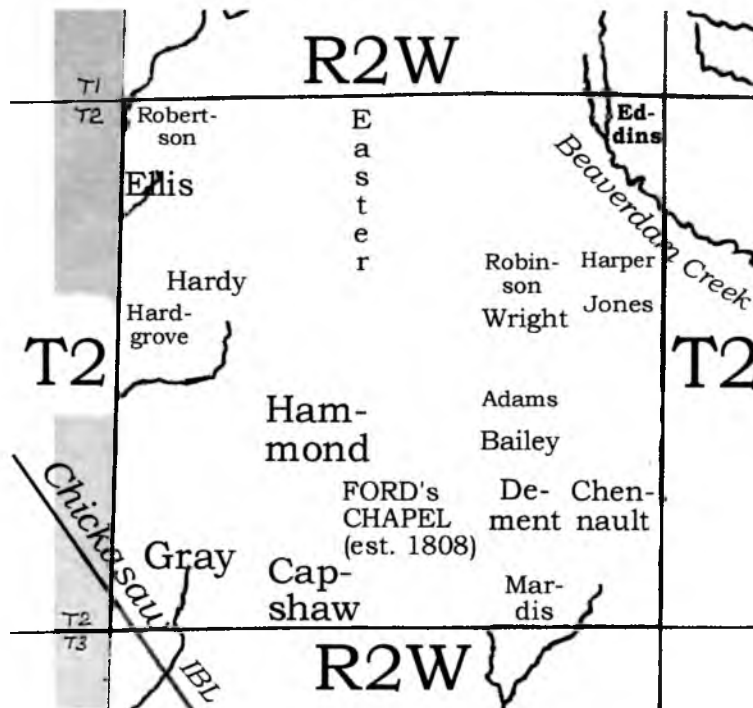 R2W
T1
T2
Robert-
son
E
a
s
t
e
r
Ed-
dins
Ellis
Beaverdam Creek
Hardy
Robin-
son
Harper
Hard-
grove
Wright
Jones
T2
T2
Ham-
mond
Adams
Bailey
Chickasaw
FORD's
CHAPEL
(est. 1808)
De-
ment
Chen-
nault
Gray
Cap-
shaw
Mar-
dis
T2
T3
IBL
R2W